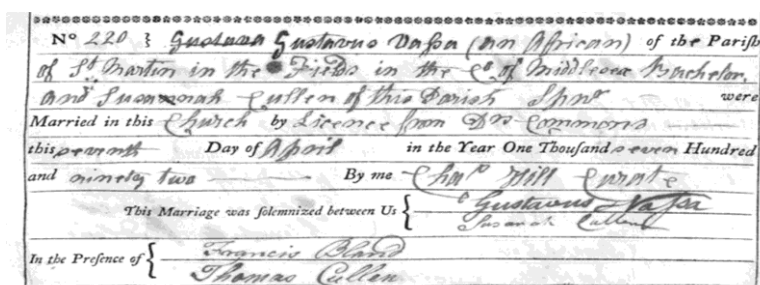 No 220 } Gustava Gustavus Vassa (an African) of the Parish
of St Martin in the Fields in the Co of Middlesex Bachelor,
and Susannah Cullen of this Parish Spnr were
Married in this Church by Licence from Drs Commons
this seventh Day of April in the Year One Thousand seven Hundred
and ninety two By me Chas Hill Curate
This Marriage was solemnized between Us { Gustavus Vassa
Susanah Cullen
In the Presence of { Francis Bland
Thomas Cullen